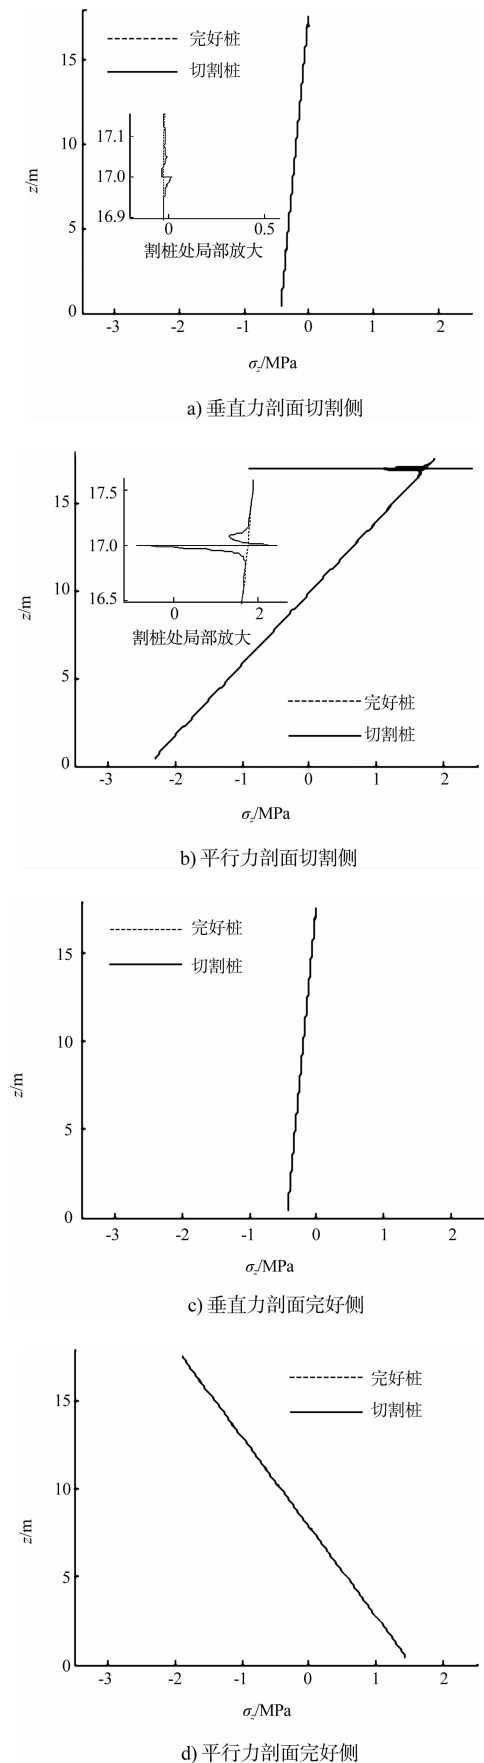 完好桩
切割桩
15
10
5
0
z/m
17.1
17.0
16.9
0
0.5
割桩处局部放大
-3
-2
-1
0
1
2
σz/MPa
a) 垂直力剖面切割侧
15
10
5
0
z/m
17.5
17.0
16.5
0
2
割桩处局部放大
完好桩
切割桩
-3
-2
-1
0
1
2
σz/MPa
b) 平行力剖面切割侧
完好桩
切割桩
15
10
5
0
z/m
-3
-2
-1
0
1
2
σz/MPa
c) 垂直力剖面完好侧
完好桩
切割桩
15
10
5
0
z/m
-3
-2
-1
0
1
2
σz/MPa
d) 平行力剖面完好侧